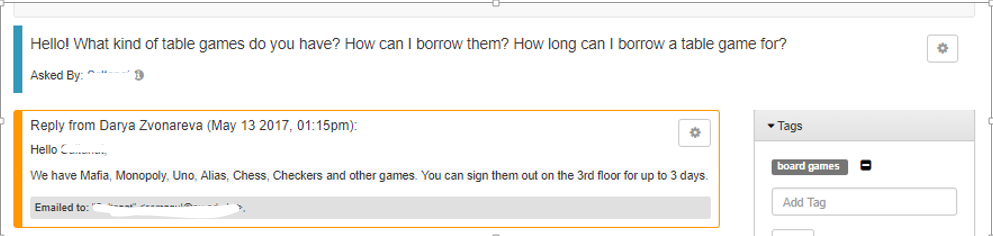 Hello! What kind of table games do you have? How can I borrow them? How long can I borrow a table game for?
Asked By:
Reply from Darya Zvonareva (May 13 2017, 01:15pm):
Hello
We have Mafia, Monopoly, Uno, Alias, Chess, Checkers and other games. You can sign them out on the 3rd floor for up to 3 days.
Emailed to:
Tags
board games
Add Tag